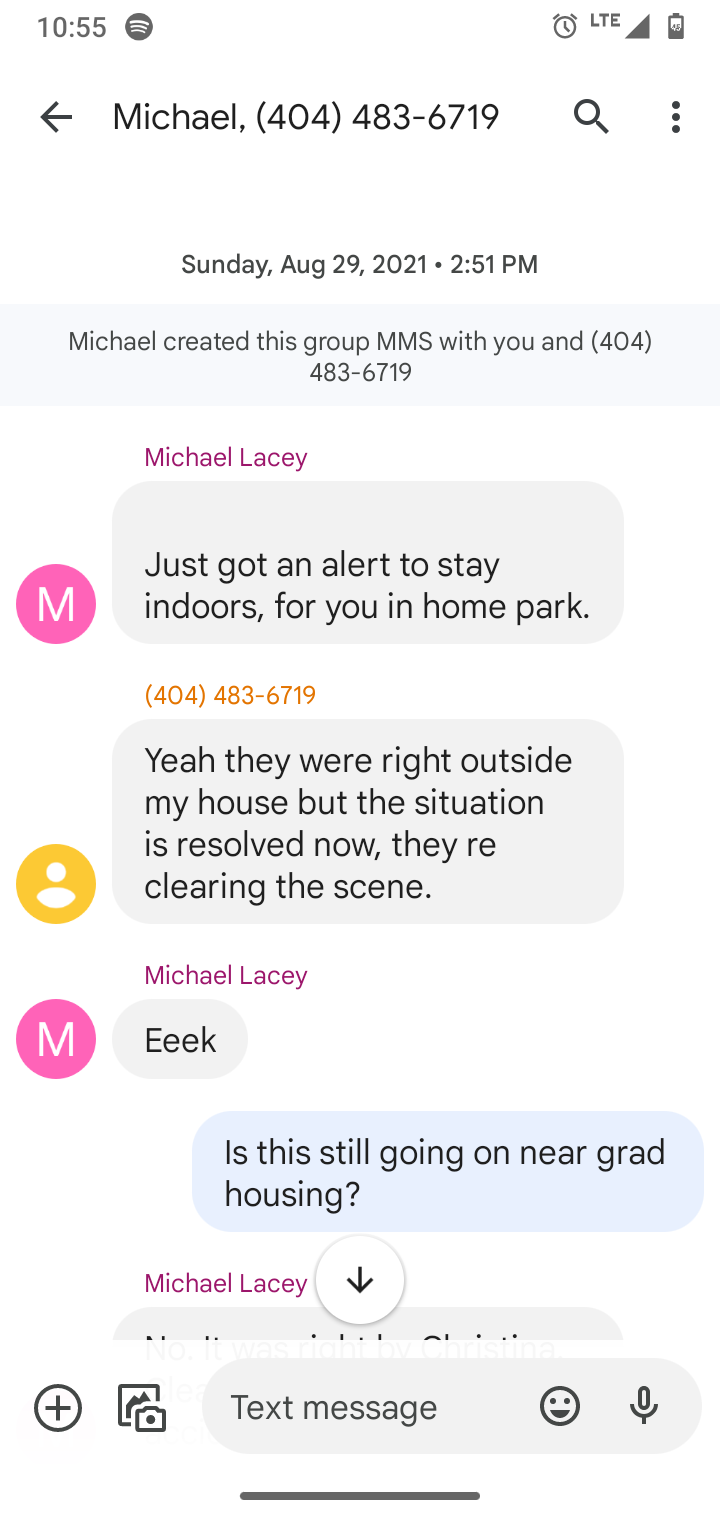 10:55
LTE
45
Michael, (404) 483-6719
Sunday, Aug 29, 2021 • 2:51 PM
Michael created this group MMS with you and (404)
483-6719
Michael Lacey
Just got an alert to stay
indoors, for you in home park.
M
(404) 483-6719
Yeah they were right outside
my house but the situation
is resolved now, they re
clearing the scene.
Michael Lacey
M
Eeek
Is this still going on near grad
housing?
Michael Lacey
No. It was right by Christina.
Text message